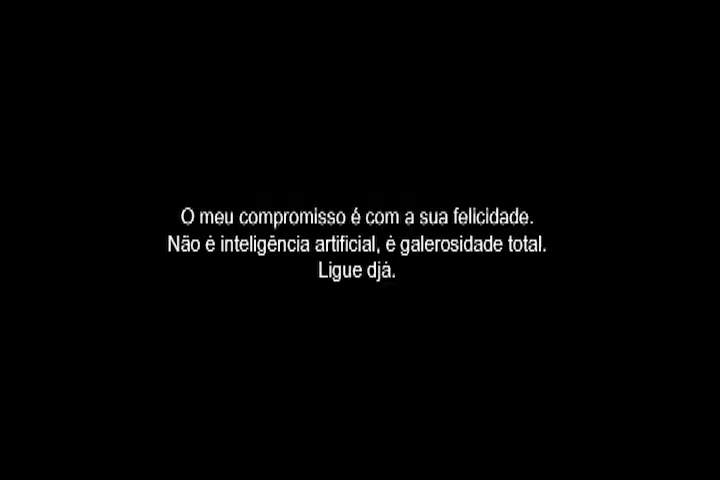 O meu compromisso é com a sua felicidade.
Não é inteligência artificial, é galerosidade total.
Ligue djá.